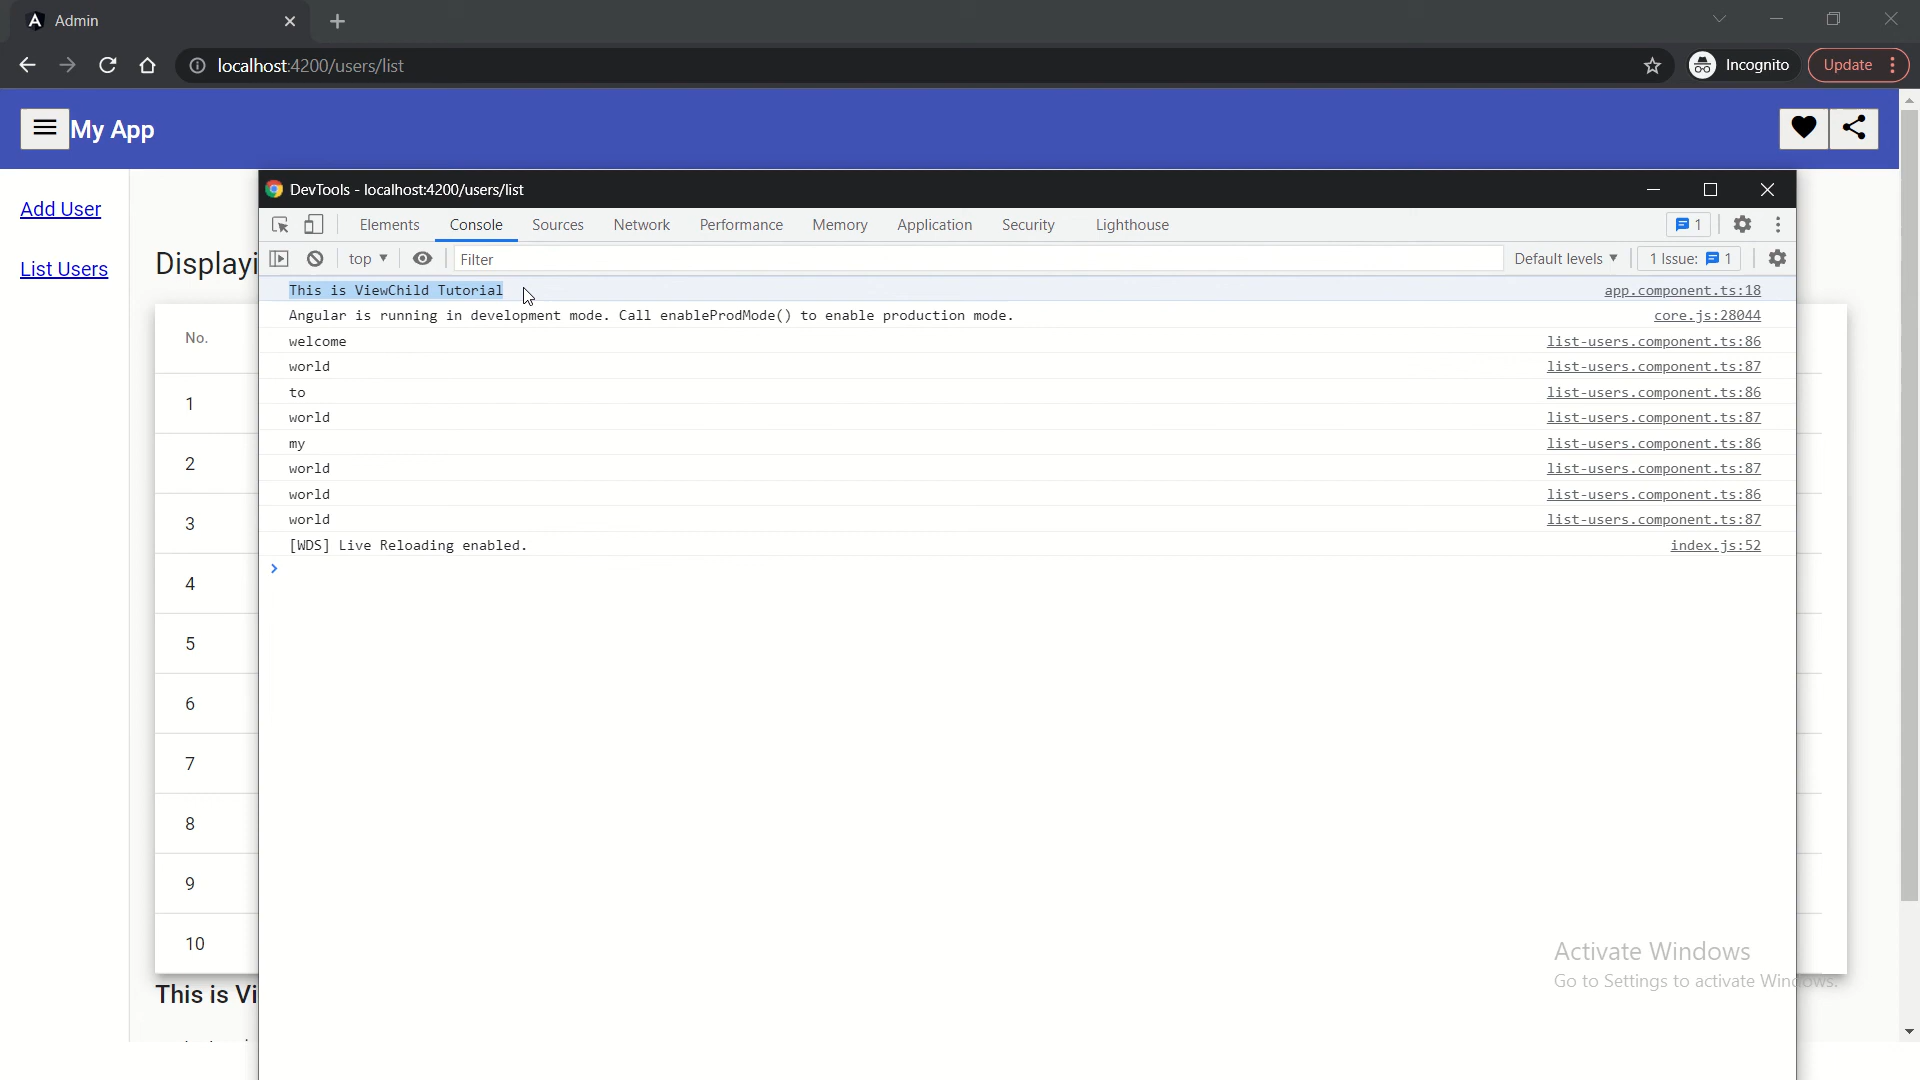 Admin
localhost:4200/users/list
Incognito
Update
My App
DevTools - localhost:4200/users/list
Add User
Elements Console Sources Network Performance Memory Application Security Lighthouse 1
List Users
Displayi
top Filter Default levels 1 Issue: 1
This is ViewChild Tutorial app.component.ts:18
Angular is running in development mode. Call enableProdMode() to enable production mode. core.js:28044
No.
welcome list-users.component.ts:86
world list-users.component.ts:87
to list-users.component.ts:86
1
world list-users.component.ts:87
my list-users.component.ts:86
2
world list-users.component.ts:87
world list-users.component.ts:86
3
world list-users.component.ts:87
[WDS] Live Reloading enabled. index.js:52
4
5
6
7
8
9
10
Activate Windows
Go to Settings to activate Windows.
This is Vi